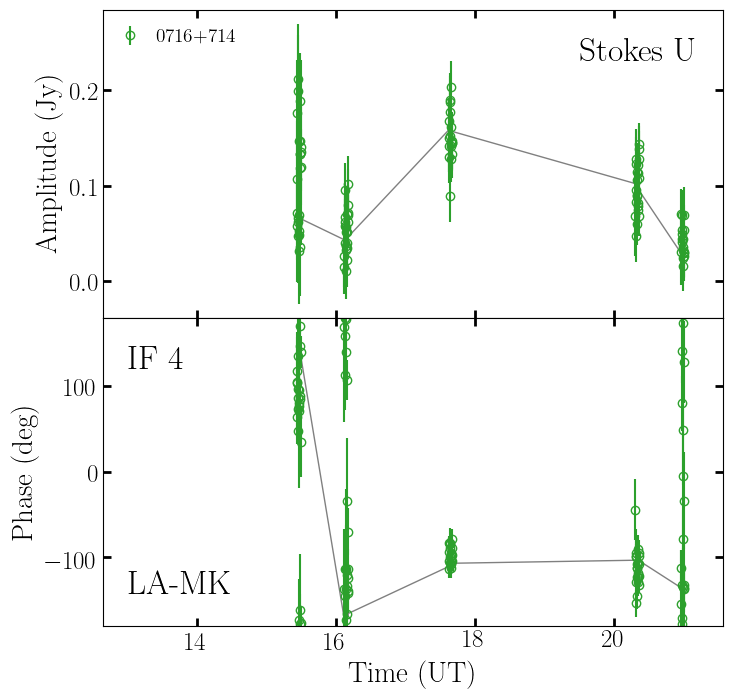 0716+714
Stokes U
0.2
0.1
0.0
Amplitude (Jy)
IF 4
100
0
−100
Phase (deg)
LA-MK
14 16 18 20
Time (UT)